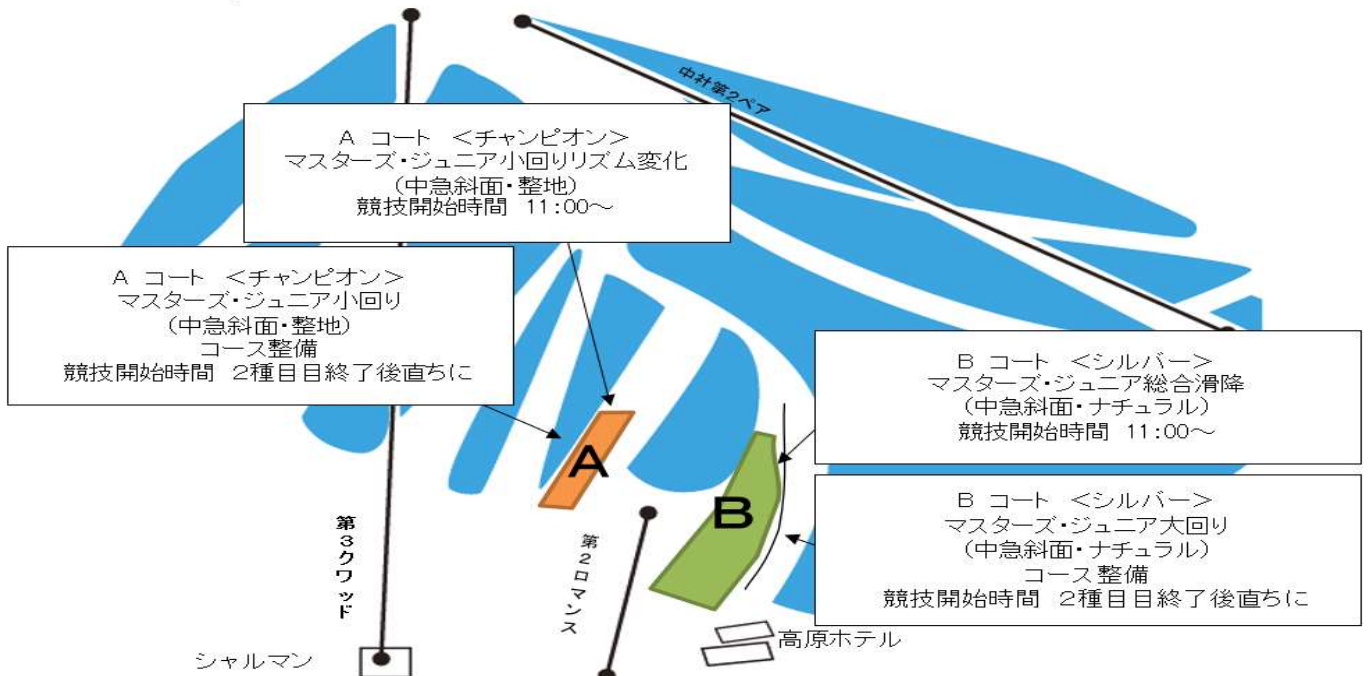 中社第2ペア
A コート <チャンピオン>
マスターズ・ジュニア小回りリズム変化
(中急斜面・整地)
競技開始時間 11:00～
A コート <チャンピオン>
マスターズ・ジュニア小回り
(中急斜面・整地)
コース整備
競技開始時間 2種目目終了後直ちに
B コート <シルバー>
マスターズ・ジュニア総合滑降
(中急斜面・ナチュラル)
競技開始時間 11:00～
A
B
B コート <シルバー>
マスターズ・ジュニア大回り
(中急斜面・ナチュラル)
コース整備
競技開始時間 2種目目終了後直ちに
第3クワッド
第2ロマンス
シャルマン
高原ホテル